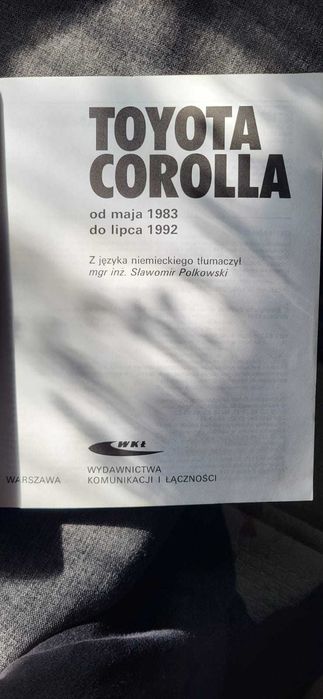 TOYOTA
COROLLA
od maja 1983
do lipca 1992
Z języka niemieckiego tłumaczył
mgr inż. Sławomir Polkowski
WKŁ
WYDAWNICTWA
WARSZAWA KOMUNIKACJI I ŁĄCZNOŚCI